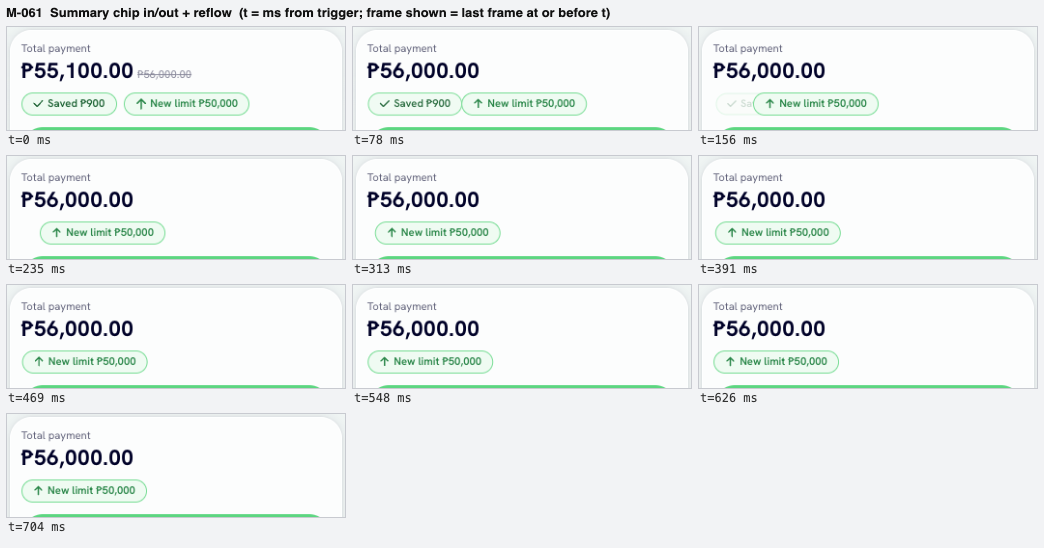 M-061 Summary chip in/out + reflow (t = ms from trigger; frame shown = last frame at or before t)
Total payment
₱55,100.00 ₱56,000.00
Saved ₱900
New limit ₱50,000
t=0 ms
Total payment
₱56,000.00
Saved ₱900
New limit ₱50,000
t=78 ms
Total payment
₱56,000.00
Sa
New limit ₱50,000
t=156 ms
Total payment
₱56,000.00
New limit ₱50,000
t=235 ms
Total payment
₱56,000.00
New limit ₱50,000
t=313 ms
Total payment
₱56,000.00
New limit ₱50,000
t=391 ms
Total payment
₱56,000.00
New limit ₱50,000
t=469 ms
Total payment
₱56,000.00
New limit ₱50,000
t=548 ms
Total payment
₱56,000.00
New limit ₱50,000
t=626 ms
Total payment
₱56,000.00
New limit ₱50,000
t=704 ms